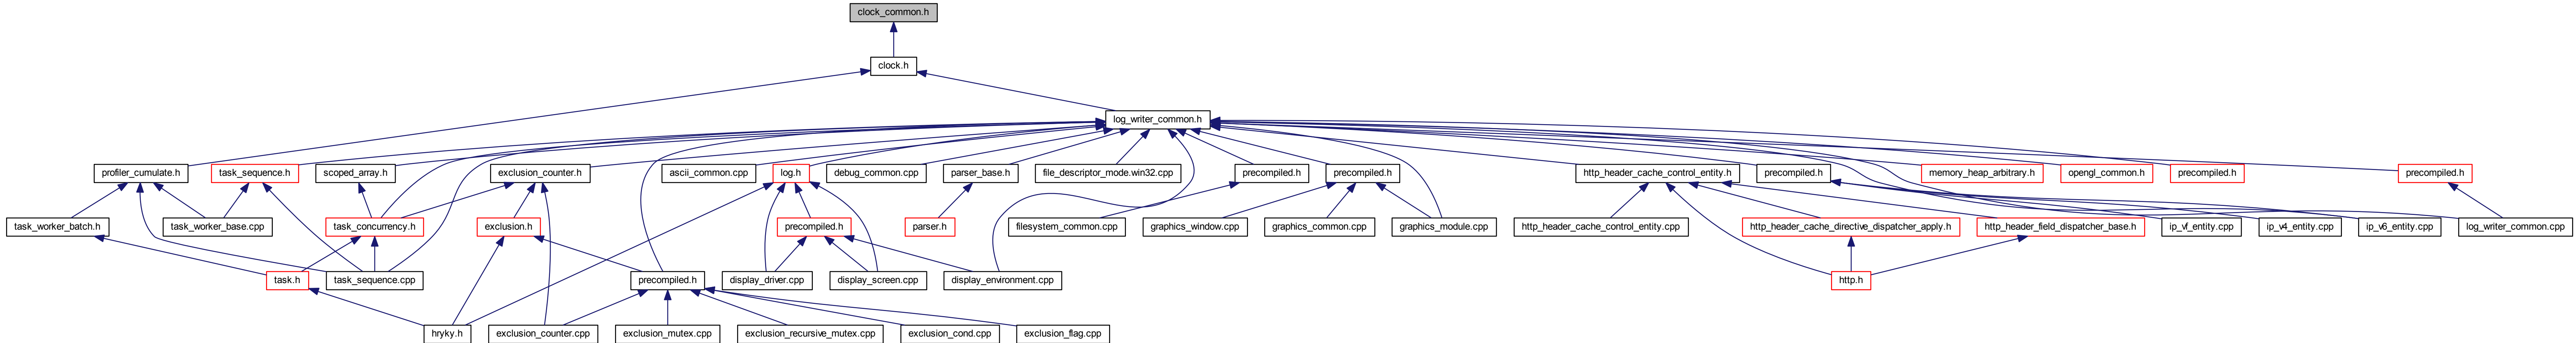 clock_common.h
clock.h
log_writer_common.h
profiler_cumulate.h
task_sequence.h
scoped_array.h
exclusion_counter.h
ascii_common.cpp
log.h
debug_common.cpp
parser_base.h
file_descriptor_mode.win32.cpp
precompiled.h
precompiled.h
http_header_cache_control_entity.h
precompiled.h
memory_heap_arbitrary.h
opengl_common.h
precompiled.h
precompiled.h
task_worker_batch.h
task_worker_base.cpp
task_concurrency.h
exclusion.h
precompiled.h
parser.h
filesystem_common.cpp
graphics_window.cpp
graphics_common.cpp
graphics_module.cpp
http_header_cache_control_entity.cpp
http_header_cache_directive_dispatcher_apply.h
http_header_field_dispatcher_base.h
ip_vf_entity.cpp
ip_v4_entity.cpp
ip_v6_entity.cpp
log_writer_common.cpp
task.h
task_sequence.cpp
precompiled.h
display_driver.cpp
display_screen.cpp
display_environment.cpp
http.h
hryky.h
exclusion_counter.cpp
exclusion_mutex.cpp
exclusion_recursive_mutex.cpp
exclusion_cond.cpp
exclusion_flag.cpp